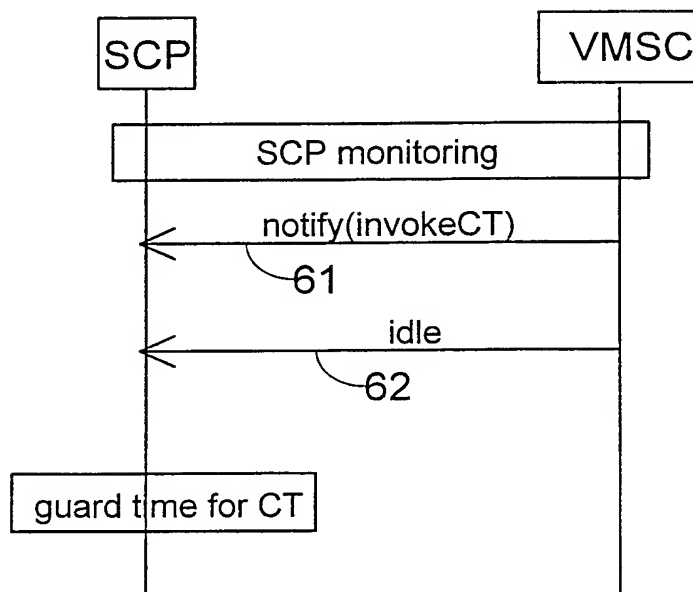 SCP
VMSC
SCP monitoring
notify(invokeCT)
61
idle
62
guard time for CT